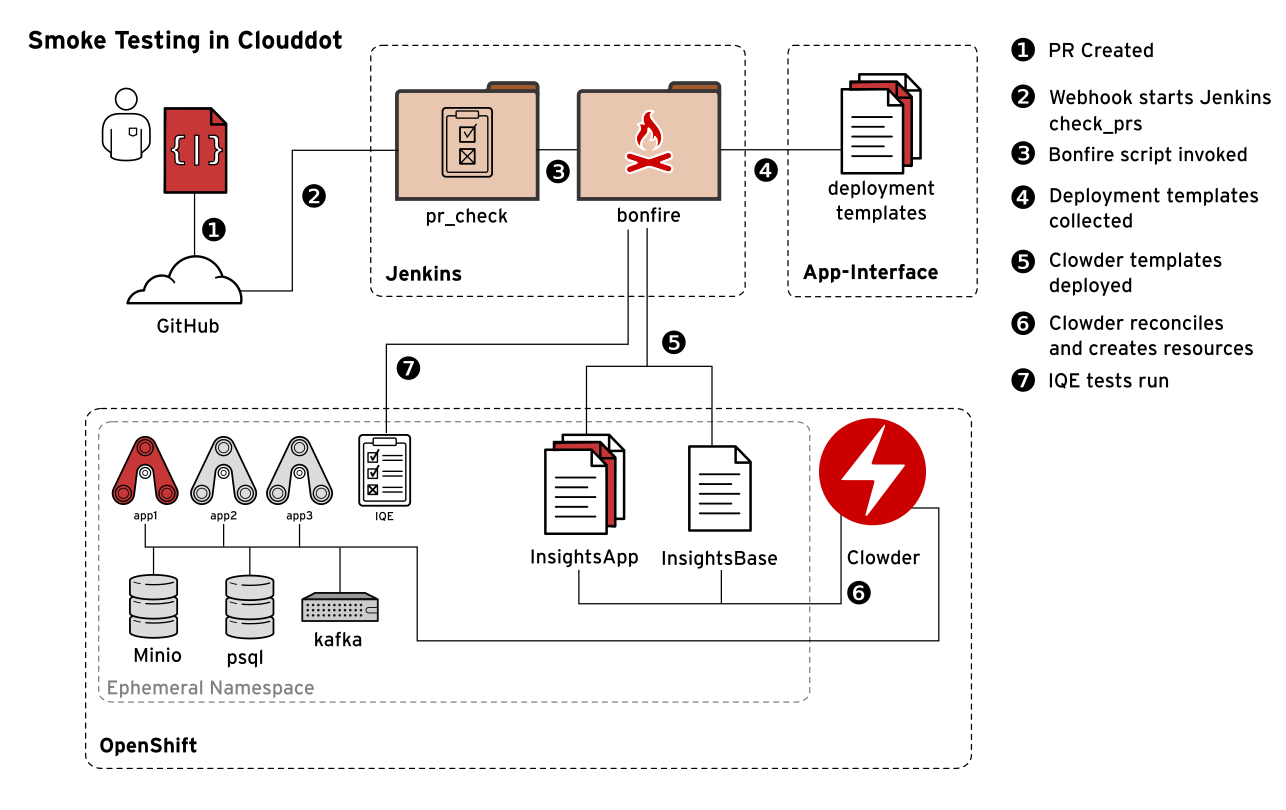 Smoke Testing in Clouddot
{|}
1
GitHub
2
pr_check
3
bonfire
Jenkins
4
deployment
templates
App-Interface
1 PR Created
2 Webhook starts Jenkins
check_prs
3 Bonfire script invoked
4 Deployment templates
collected
5 Clowder templates
deployed
6 Clowder reconciles
and creates resources
7 IQE tests run
7
5
app1
app2
app3
IQE
InsightsApp
InsightsBase
Clowder
6
Minio
psql
kafka
Ephemeral Namespace
OpenShift